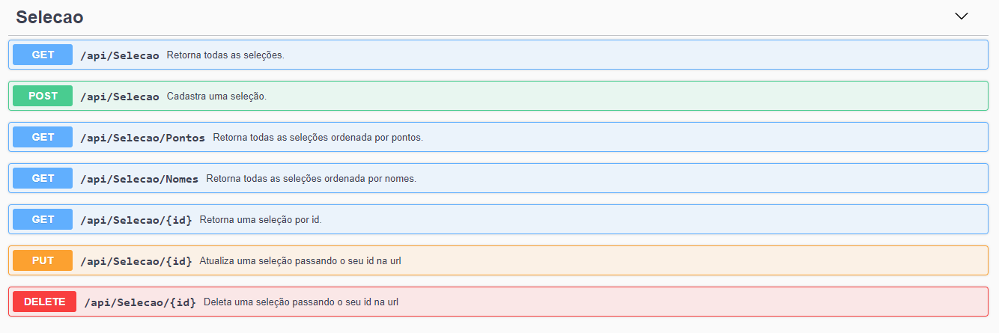 Selecao
GET /api/Selecao Retorna todas as seleções.
POST /api/Selecao Cadastra uma seleção.
GET /api/Selecao/Pontos Retorna todas as seleções ordenada por pontos.
GET /api/Selecao/Nomes Retorna todas as seleções ordenada por nomes.
GET /api/Selecao/{id} Retorna uma seleção por id.
PUT /api/Selecao/{id} Atualiza uma seleção passando o seu id na url
DELETE /api/Selecao/{id} Deleta uma seleção passando o seu id na url